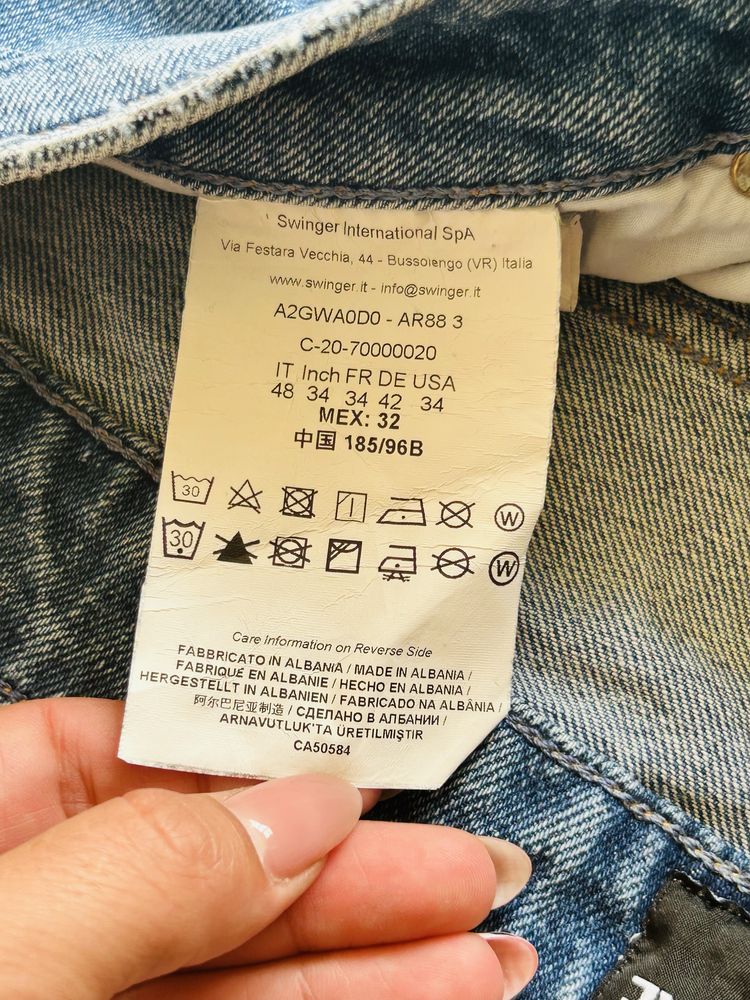 Swinger International SpA
Via Festara Vecchia, 44 - Bussolengo (VR) Italia
www.swinger.it - info@swinger.it
A2GWA0D0 - AR88 3
C-20-70000020
IT Inch FR DE USA
48 34 34 42 34
MEX: 32
中国 185/96B
30 W
30 W
Care Information on Reverse Side
FABBRICATO IN ALBANIA / MADE IN ALBANIA /
FABRIQUÉ EN ALBANIE / HECHO EN ALBANIA /
HERGESTELLT IN ALBANIEN / FABRICADO NA ALBÂNIA /
阿尔巴尼亚制造 / СДЕЛАНО В АЛБАНИИ /
ARNAVUTLUK'TA ÜRETILMIŞTIR
CA50584